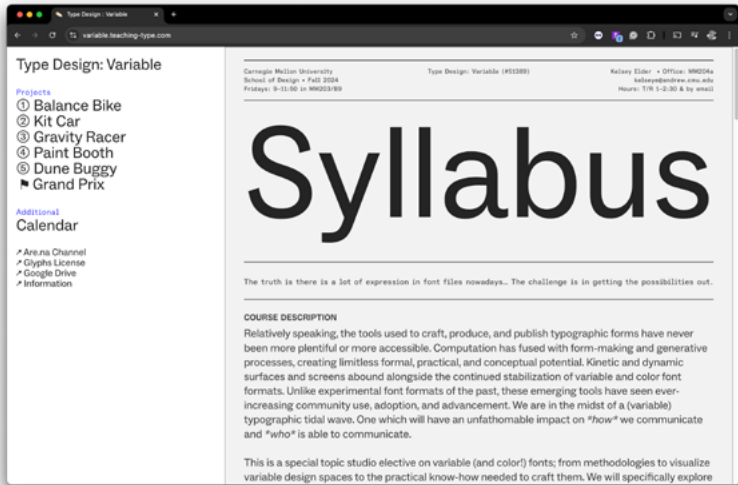 Type Design : Variable
variable.teaching-type.com
Type Design: Variable
Projects
① Balance Bike
② Kit Car
③ Gravity Racer
④ Paint Booth
⑤ Dune Buggy
⚑ Grand Prix
Additional
Calendar
↗ Are.na Channel
↗ Glyphs License
↗ Google Drive
↗ Information
Carnegie Mellon University
School of Design • Fall 2024
Fridays: 9–11:50 in MM203/B9
Type Design: Variable (#51389)
Kelsey Elder • Office: MM204a
kelseye@andrew.cmu.edu
Hours: T/R 1–2:30 & by email
Syllabus
The truth is there is a lot of expression in font files nowadays… The challenge is in getting the possibilities out.
COURSE DESCRIPTION
Relatively speaking, the tools used to craft, produce, and publish typographic forms have never
been more plentiful or more accessible. Computation has fused with form-making and generative
processes, creating limitless formal, practical, and conceptual potential. Kinetic and dynamic
surfaces and screens abound alongside the continued stabilization of variable and color font
formats. Unlike experimental font formats of the past, these emerging tools have seen ever-
increasing community use, adoption, and advancement. We are in the midst of a (variable)
typographic tidal wave. One which will have an unfathomable impact on *how* we communicate
and *who* is able to communicate.
This is a special topic studio elective on variable (and color!) fonts; from methodologies to visualize
variable design spaces to the practical know-how needed to craft them. We will specifically explore